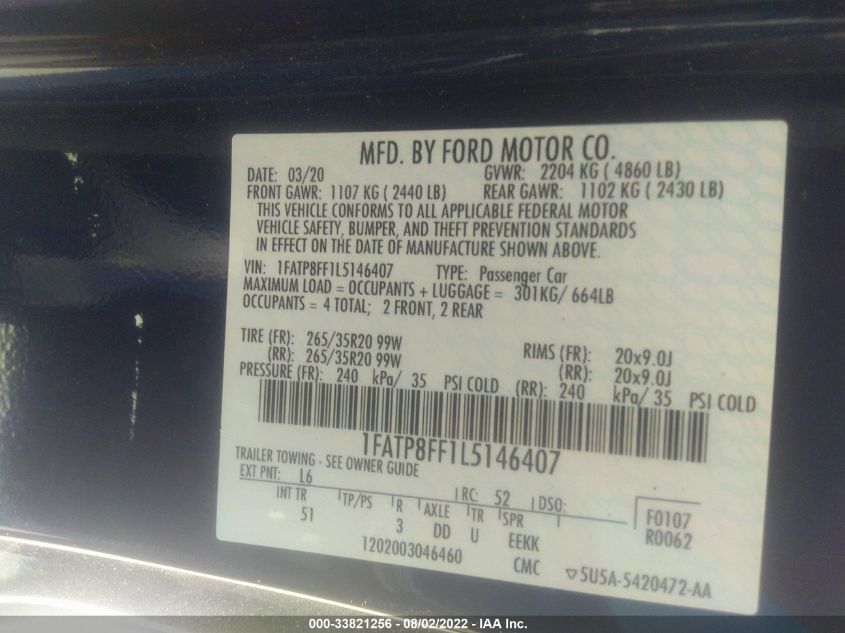 MFD. BY FORD MOTOR CO.
DATE: 03/20 GVWR: 2204 KG ( 4860 LB)
FRONT GAWR: 1107 KG ( 2440 LB) REAR GAWR: 1102 KG ( 2430 LB)
THIS VEHICLE CONFORMS TO ALL APPLICABLE FEDERAL MOTOR
VEHICLE SAFETY, BUMPER, AND THEFT PREVENTION STANDARDS
IN EFFECT ON THE DATE OF MANUFACTURE SHOWN ABOVE.
VIN: 1FATP8FF1L5146407 TYPE: Passenger Car
MAXIMUM LOAD = OCCUPANTS + LUGGAGE = 301KG/ 664LB
OCCUPANTS = 4 TOTAL; 2 FRONT, 2 REAR
TIRE (FR): 265/35R20 99W RIMS (FR): 20x9.0J
(RR): 265/35R20 99W (RR): 20x9.0J
PRESSURE (FR): 240 kPa/ 35 PSI COLD (RR): 240 kPa/ 35 PSI COLD
1FATP8FF1L5146407
TRAILER TOWING - SEE OWNER GUIDE
EXT PNT: L6 RC: 52 DSO: F0107
INT TR TP/PS R AXLE TR SPR R0062
51 3 DD U EEKK
1202003046460 CMC ▽5U5A-5420472-AA
000-33821256 - 08/02/2022 - IAA Inc.